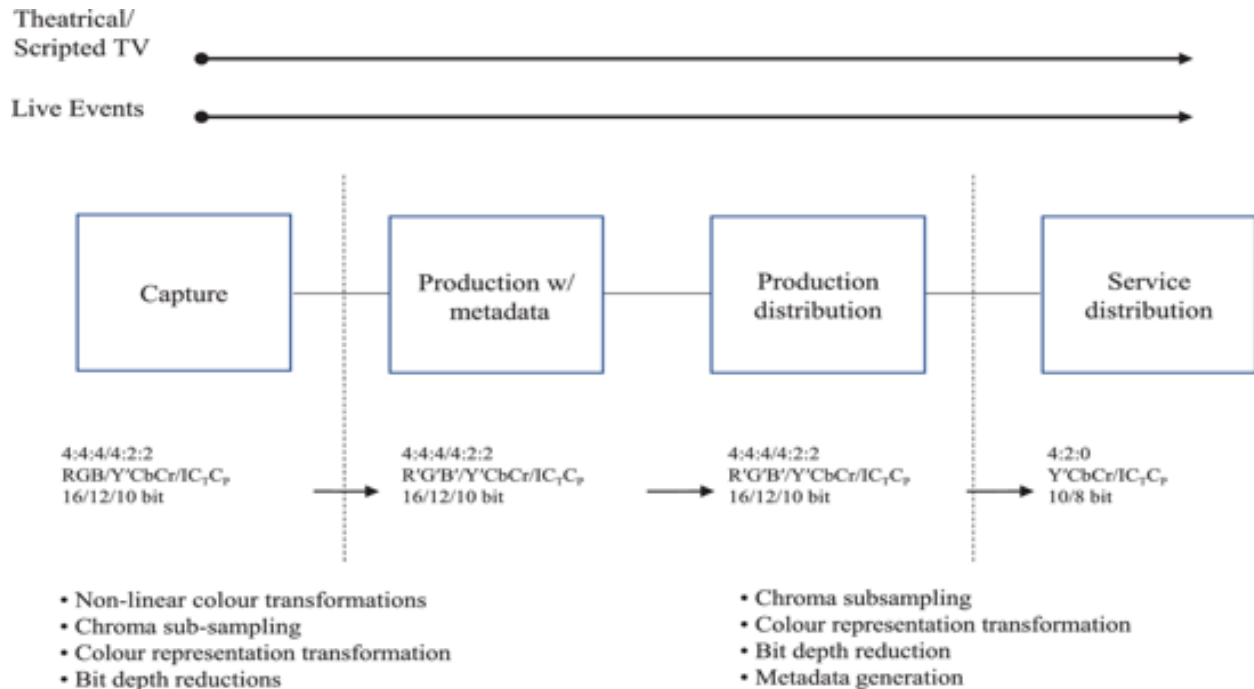 Theatrical/
Scripted TV
Live Events
Capture
Production w/
metadata
Production
distribution
Service
distribution
4:4:4/4:2:2
RGB/Y'CbCr/ICTCP
16/12/10 bit
4:4:4/4:2:2
R'G'B'/Y'CbCr/ICTCP
16/12/10 bit
4:4:4/4:2:2
R'G'B'/Y'CbCr/ICTCP
16/12/10 bit
4:2:0
Y'CbCr/ICTCP
10/8 bit
• Non-linear colour transformations
• Chroma sub-sampling
• Colour representation transformation
• Bit depth reductions
• Chroma subsampling
• Colour representation transformation
• Bit depth reduction
• Metadata generation